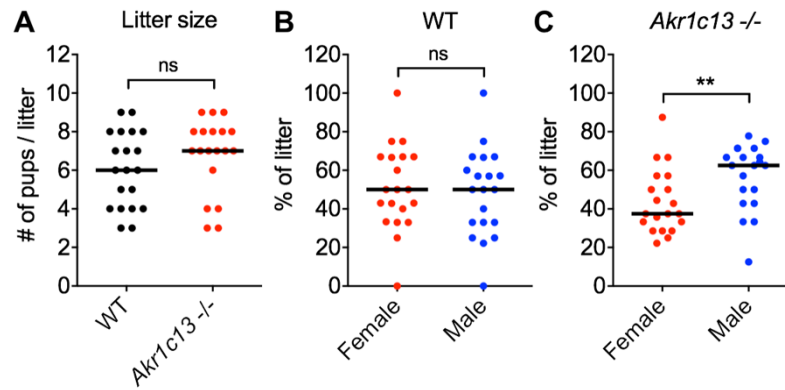 A Litter size
ns
# of pups / litter
12
10
8
6
4
2
0
WT
Akr1c13 -/-
B WT
ns
% of litter
120
100
80
60
40
20
0
Female
Male
C Akr1c13 -/-
**
% of litter
120
100
80
60
40
20
0
Female
Male